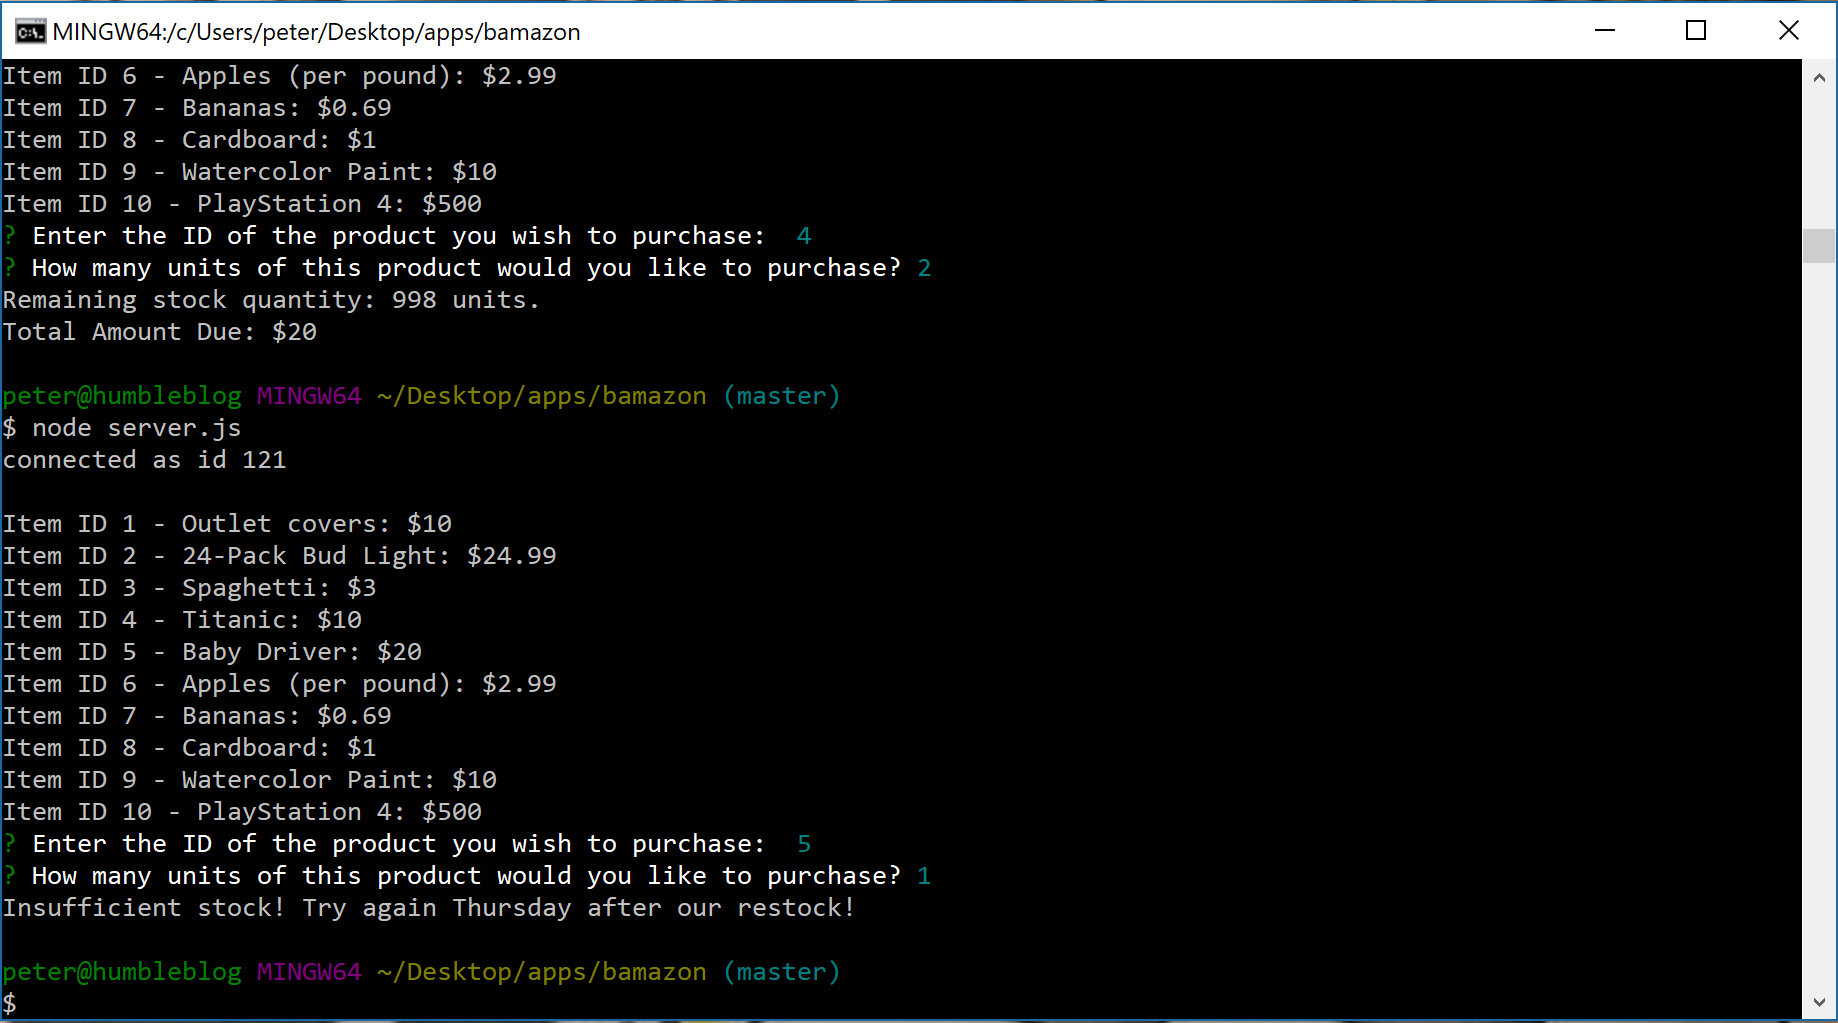 MINGW64:/c/Users/peter/Desktop/apps/bamazon
Item ID 6 - Apples (per pound): $2.99
Item ID 7 - Bananas: $0.69
Item ID 8 - Cardboard: $1
Item ID 9 - Watercolor Paint: $10
Item ID 10 - PlayStation 4: $500
? Enter the ID of the product you wish to purchase:  4
? How many units of this product would you like to purchase? 2
Remaining stock quantity: 998 units.
Total Amount Due: $20
peter@humbleblog MINGW64 ~/Desktop/apps/bamazon (master)
$ node server.js
connected as id 121
Item ID 1 - Outlet covers: $10
Item ID 2 - 24-Pack Bud Light: $24.99
Item ID 3 - Spaghetti: $3
Item ID 4 - Titanic: $10
Item ID 5 - Baby Driver: $20
Item ID 6 - Apples (per pound): $2.99
Item ID 7 - Bananas: $0.69
Item ID 8 - Cardboard: $1
Item ID 9 - Watercolor Paint: $10
Item ID 10 - PlayStation 4: $500
? Enter the ID of the product you wish to purchase:  5
? How many units of this product would you like to purchase? 1
Insufficient stock! Try again Thursday after our restock!
peter@humbleblog MINGW64 ~/Desktop/apps/bamazon (master)
$